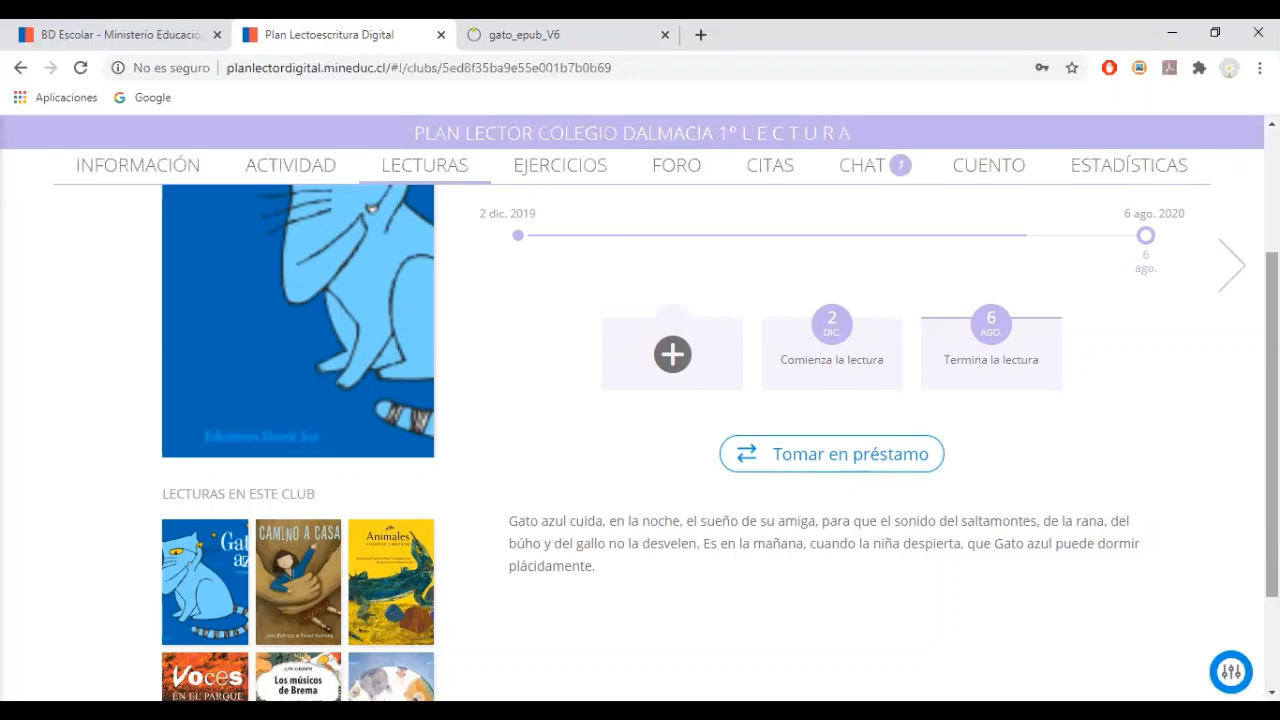 BD Escolar - Ministerio Educació
Plan Lectoescritura Digital
gato_epub_V6
No es seguro
planlectordigital.mineduc.cl/#!/clubs/5ed8f35ba9e55e001b7b0b69
Aplicaciones
Google
PLAN LECTOR COLEGIO DALMACIA 1° L E C T U R A
INFORMACIÓN
ACTIVIDAD
LECTURAS
EJERCICIOS
FORO
CITAS
CHAT 1
CUENTO
ESTADÍSTICAS
2 dic. 2019
6 ago. 2020
6
ago.
2
DIC.
Comienza la lectura
6
AGO.
Termina la lectura
Tomar en préstamo
Gato azul cuida, en la noche, el sueño de su amiga, para que el sonido del saltamontes, de la rana, del
búho y del gallo no la desvelen. Es en la mañana, cuando la niña despierta, que Gato azul puede dormir
plácidamente.
LECTURAS EN ESTE CLUB
Gat
az
CAMINO A CASA
Animales
Voces
EN EL PARQUE
Los músicos
de Brema